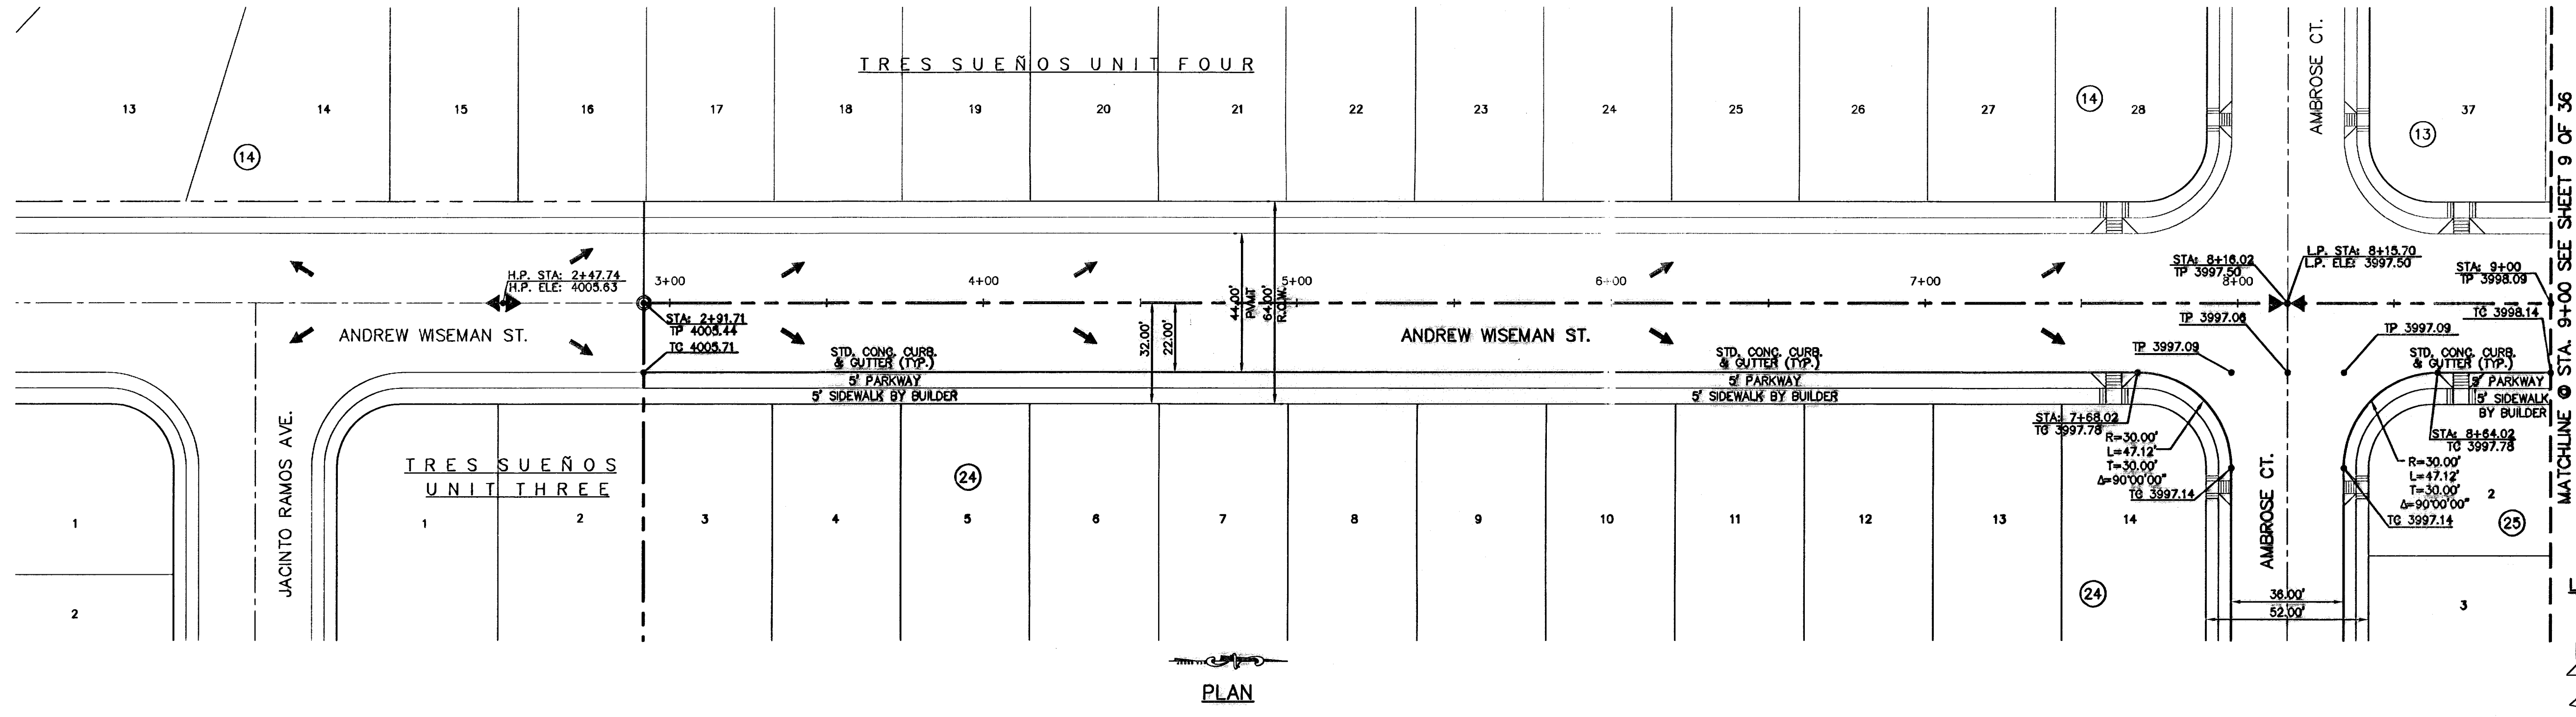 TRES SUEÑOS UNIT FOUR
13
14
15
16
17
18
19
20
21
22
23
24
25
26
27
28
37
14
14
13
AMBROSE CT.
H.P. STA: 2+47.74
H.P. ELE: 4005.63
3+00
4+00
5+00
6+00
7+00
8+00
STA: 8+16.02
TP 3997.50
L.P. STA: 8+15.70
L.P. ELE: 3997.50
STA: 9+00
TP 3998.09
TC 3998.14
MATCHLINE @ STA. 9+00 SEE SHEET 9 OF 36
STA: 2+91.71
TP 4005.44
TC 4005.71
ANDREW WISEMAN ST.
ANDREW WISEMAN ST.
32.00'
22.00'
44.00'
PVMT
64.00'
R.O.W.
TP 3997.06
TP 3997.09
TP 3997.09
STD. CONC. CURB.
& GUTTER (TYP.)
5' PARKWAY
5' SIDEWALK BY BUILDER
STD. CONC. CURB.
& GUTTER (TYP.)
5' PARKWAY
5' SIDEWALK BY BUILDER
STD. CONC. CURB.
& GUTTER (TYP.)
5' PARKWAY
5' SIDEWALK
BY BUILDER
STA: 7+68.02
TC 3997.78
R=30.00'
L=47.12'
T=30.00'
Δ=90°00'00"
TC 3997.14
STA: 8+64.02
TC 3997.78
R=30.00'
L=47.12'
T=30.00'
Δ=90°00'00"
TC 3997.14
JACINTO RAMOS AVE.
TRES SUEÑOS
UNIT THREE
AMBROSE CT.
24
24
25
1
2
1
2
3
4
5
6
7
8
9
10
11
12
13
14
2
3
36.00'
52.00'
PLAN